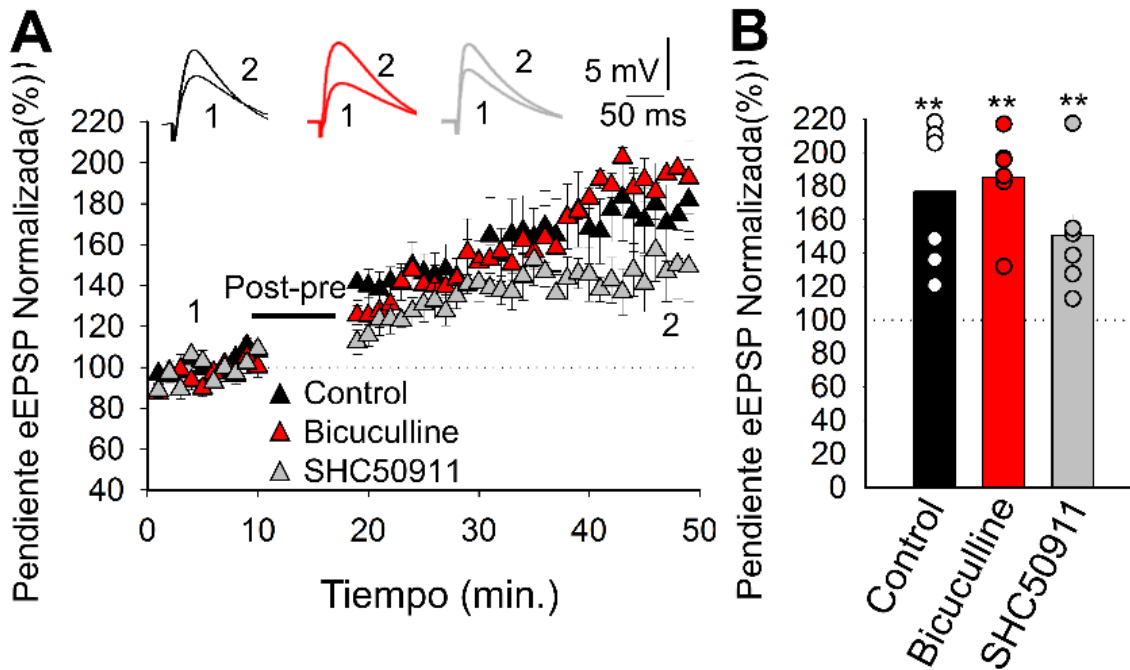 A
Pendiente eEPSP Normalizada(%)
2
1
2
1
2
1
5 mV
50 ms
220
200
180
160
140
120
100
80
60
40
1
Post-pre
2
Control
Bicuculline
SHC50911
0
10
20
30
40
50
Tiempo (min.)
B
Pendiente eEPSP Normalizada(%)
**
**
**
220
200
180
160
140
120
100
80
60
40
20
0
Control
Bicuculline
SHC50911